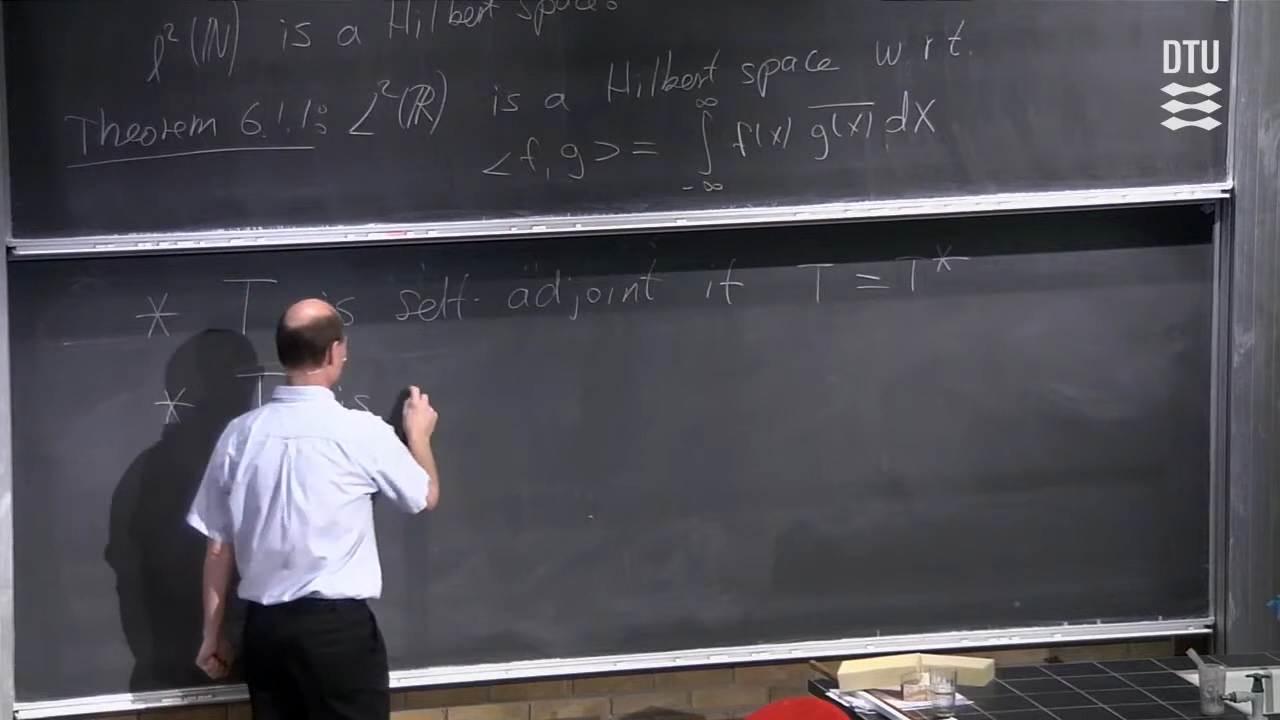 ℓ²(ℕ) is a Hilbert space.
Theorem 6.1.1: L²(ℝ) is a Hilbert space w r t.
<f, g> = ∫_{-∞}^{∞} f(x) \overline{g(x)} dx
* T is self-adjoint if T = T*
* T is
DTU